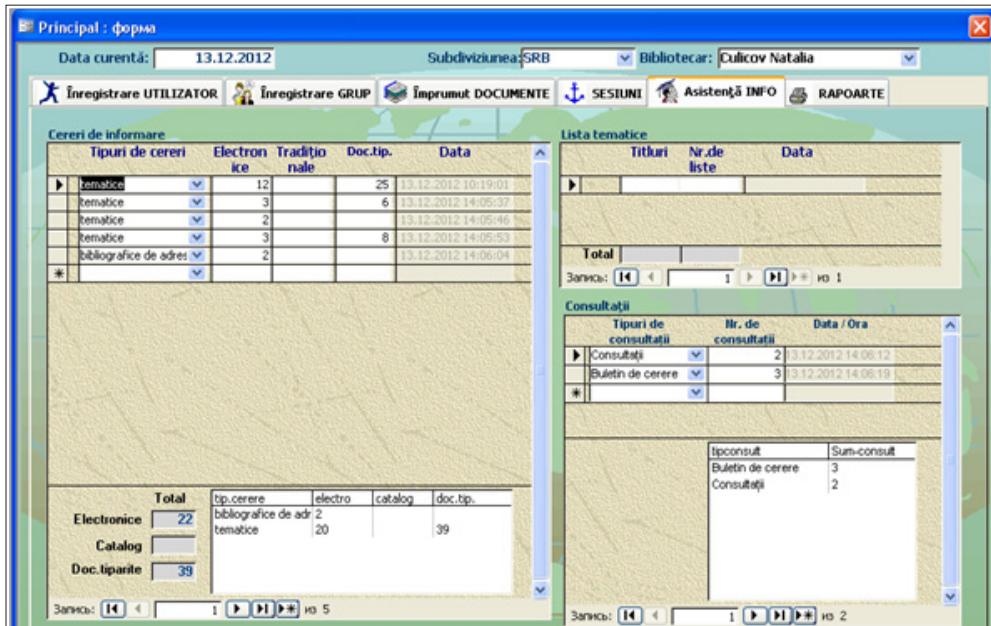 Principal : форма
Data curentă: 13.12.2012 Subdiviziunea: SRB Bibliotecar: Culicov Natalia
Înregistrare UTILIZATOR Înregistrare GRUP Împrumut DOCUMENTE SESIUNI Asistenţă INFO RAPOARTE
Cereri de informare
Tipuri de cereri Electron ice Tradiţio nale Doc.tip. Data
tematice 12 25 13.12.2012 10:19:01
tematice 3 6 13.12.2012 14:05:37
tematice 2 13.12.2012 14:05:46
tematice 3 8 13.12.2012 14:05:53
bibliografice de adres 2 13.12.2012 14:06:04
Total
Electronice 22
Catalog
Doc.tiparite 39
tip.cerere electro catalog doc.tip.
bibliografice de adr 2
tematice 20 39
Запись: 1 из 5
Lista tematice
Titluri Nr.de liste Data
Total
Запись: 1 из 1
Consultaţii
Tipuri de consultaţii Nr. de consultaţii Data / Ora
Consultaţii 2 13.12.2012 14:06:12
Buletin de cerere 3 13.12.2012 14:06:19
tipconsult Sum-consult
Buletin de cerere 3
Consultaţii 2
Запись: 1 из 2